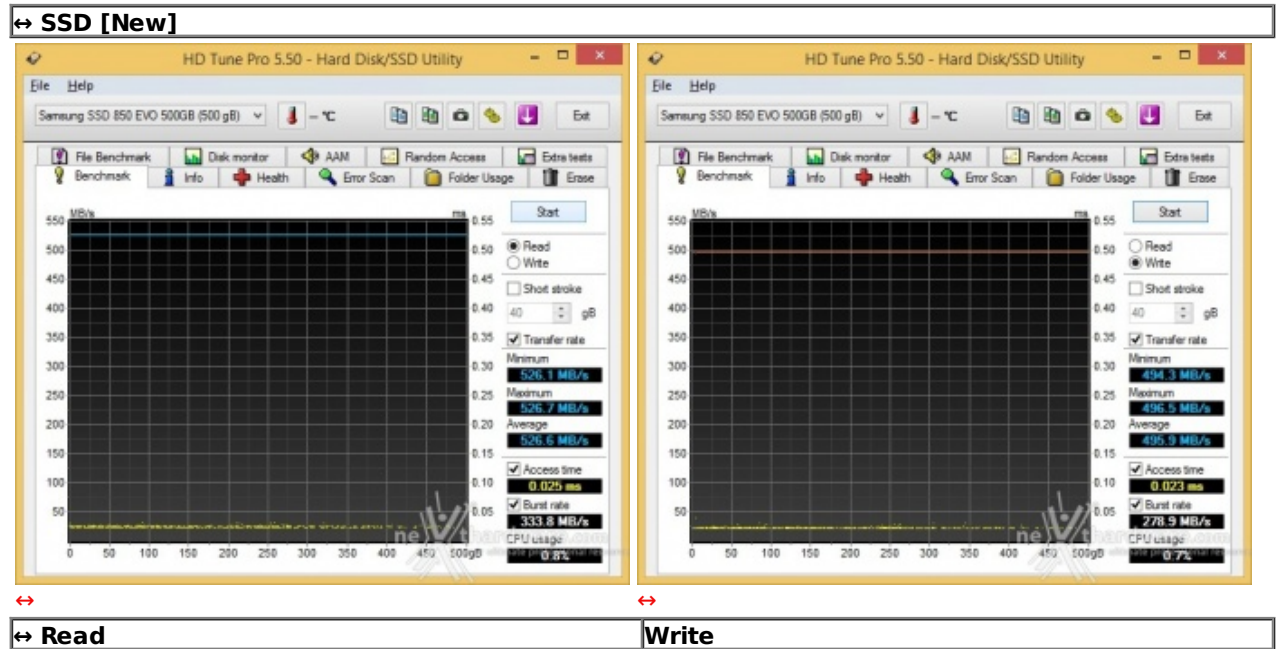 ↔ SSD [New]
HD Tune Pro 5.50 - Hard Disk/SSD Utility
File Help
Samsung SSD 850 EVO 500GB (500 gB) – °C Exit
File Benchmark Disk monitor AAM Random Access Extra tests
Benchmark Info Health Error Scan Folder Usage Erase
MB/s ms
550 0.55 Start
500 0.50 Read
Write
450 0.45 Short stroke
400 0.40 40 gB
350 0.35 Transfer rate
300 0.30 Minimum
526.1 MB/s
250 0.25 Maximum
526.7 MB/s
200 0.20 Average
526.6 MB/s
150 0.15 Access time
100 0.10 0.025 ms
50 0.05 Burst rate
333.8 MB/s
CPU usage
0 50 100 150 200 250 300 350 400 450 500gB 0.8%
HD Tune Pro 5.50 - Hard Disk/SSD Utility
File Help
Samsung SSD 850 EVO 500GB (500 gB) – °C Exit
File Benchmark Disk monitor AAM Random Access Extra tests
Benchmark Info Health Error Scan Folder Usage Erase
MB/s ms
550 0.55 Start
500 0.50 Read
Write
450 0.45 Short stroke
400 0.40 40 gB
350 0.35 Transfer rate
300 0.30 Minimum
494.3 MB/s
250 0.25 Maximum
496.5 MB/s
200 0.20 Average
495.9 MB/s
150 0.15 Access time
100 0.10 0.023 ms
50 0.05 Burst rate
278.9 MB/s
CPU usage
0 50 100 150 200 250 300 350 400 450 500gB 0.7%
↔ ↔
↔ Read Write